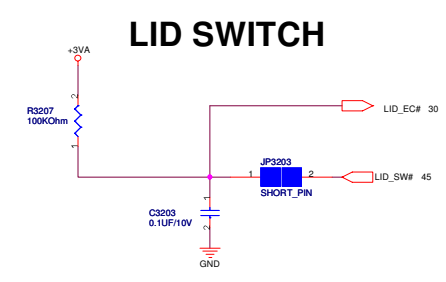 LID SWITCH
+3VA
2
R3207
100KOhm
1
LID_EC# 30
JP3203
1 2
SHORT_PIN
LID_SW# 45
1
C3203
0.1UF/10V
2
GND